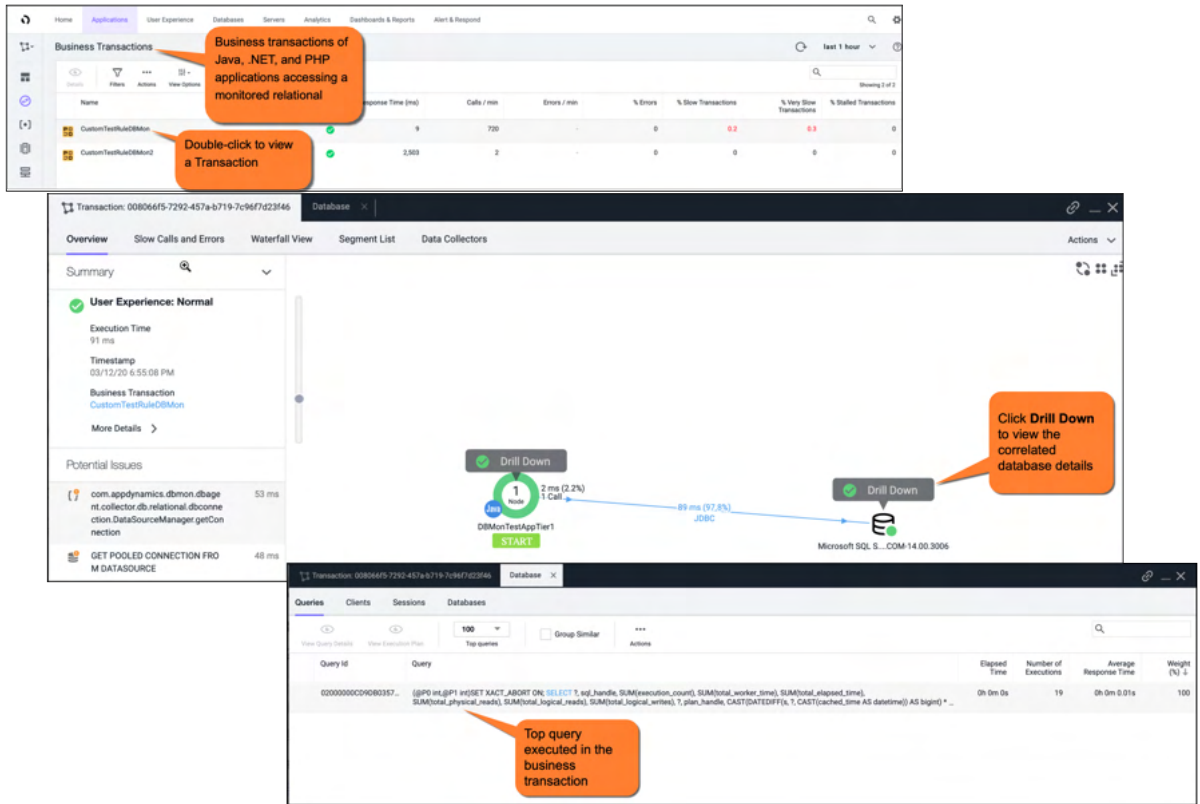 Home Applications User Experience Databases Servers Analytics Dashboards & Reports Alert & Respond
Business Transactions
last 1 hour
Business transactions of
Java, .NET, and PHP
applications accessing a
monitored relational
Details Filters Actions View Options
Showing 2 of 2
Name
esponse Time (ms) Calls / min Errors / min % Errors % Slow Transactions % Very Slow
Transactions % Stalled Transactions
CustomTestRuleDBMon 9 720 - 0 0.2 0.3 0
CustomTestRuleDBMon2 2,503 2 - 0 0 0 0
Double-click to view
a Transaction
Transaction: 008066f5-7292-457a-b719-7c96f7d23f46 Database
Overview Slow Calls and Errors Waterfall View Segment List Data Collectors Actions
Summary
User Experience: Normal
Execution Time
91 ms
Timestamp
03/12/20 6:55:08 PM
Business Transaction
CustomTestRuleDBMon
More Details
Potential Issues
com.appdynamics.dbmon.dbage 53 ms
nt.collector.db.relational.dbconne
ction.DataSourceManager.getCon
nection
GET POOLED CONNECTION FRO 48 ms
M DATASOURCE
Drill Down
1
Node
Java
2 ms (2.2%)
1 Call
DBMonTestAppTier1
START
89 ms (97,8%)
JDBC
Click Drill Down
to view the
correlated
database details
Drill Down
Microsoft SQL S....COM-14.00.3006
Transaction: 008066f5-7292-457a-b719-7c96f7d23f46 Database
Queries Clients Sessions Databases
View Query Details View Execution Plan
100
Top queries
Group Similar
Actions
Query Id Query Elapsed
Time Number of
Executions Average
Response Time Weight
(%)
02000000CD9DB0357... (@P0 int,@P1 int)SET XACT_ABORT ON; SELECT ?, sql_handle, SUM(execution_count), SUM(total_worker_time), SUM(total_elapsed_time), 0h 0m 0s 19 0h 0m 0.01s 100
SUM(total_physical_reads), SUM(total_logical_reads), SUM(total_logical_writes), ?, plan_handle, CAST(DATEDIFF(s, ?, CAST(cached_time AS datetime)) AS bigint) * ...
Top query
executed in the
business
transaction